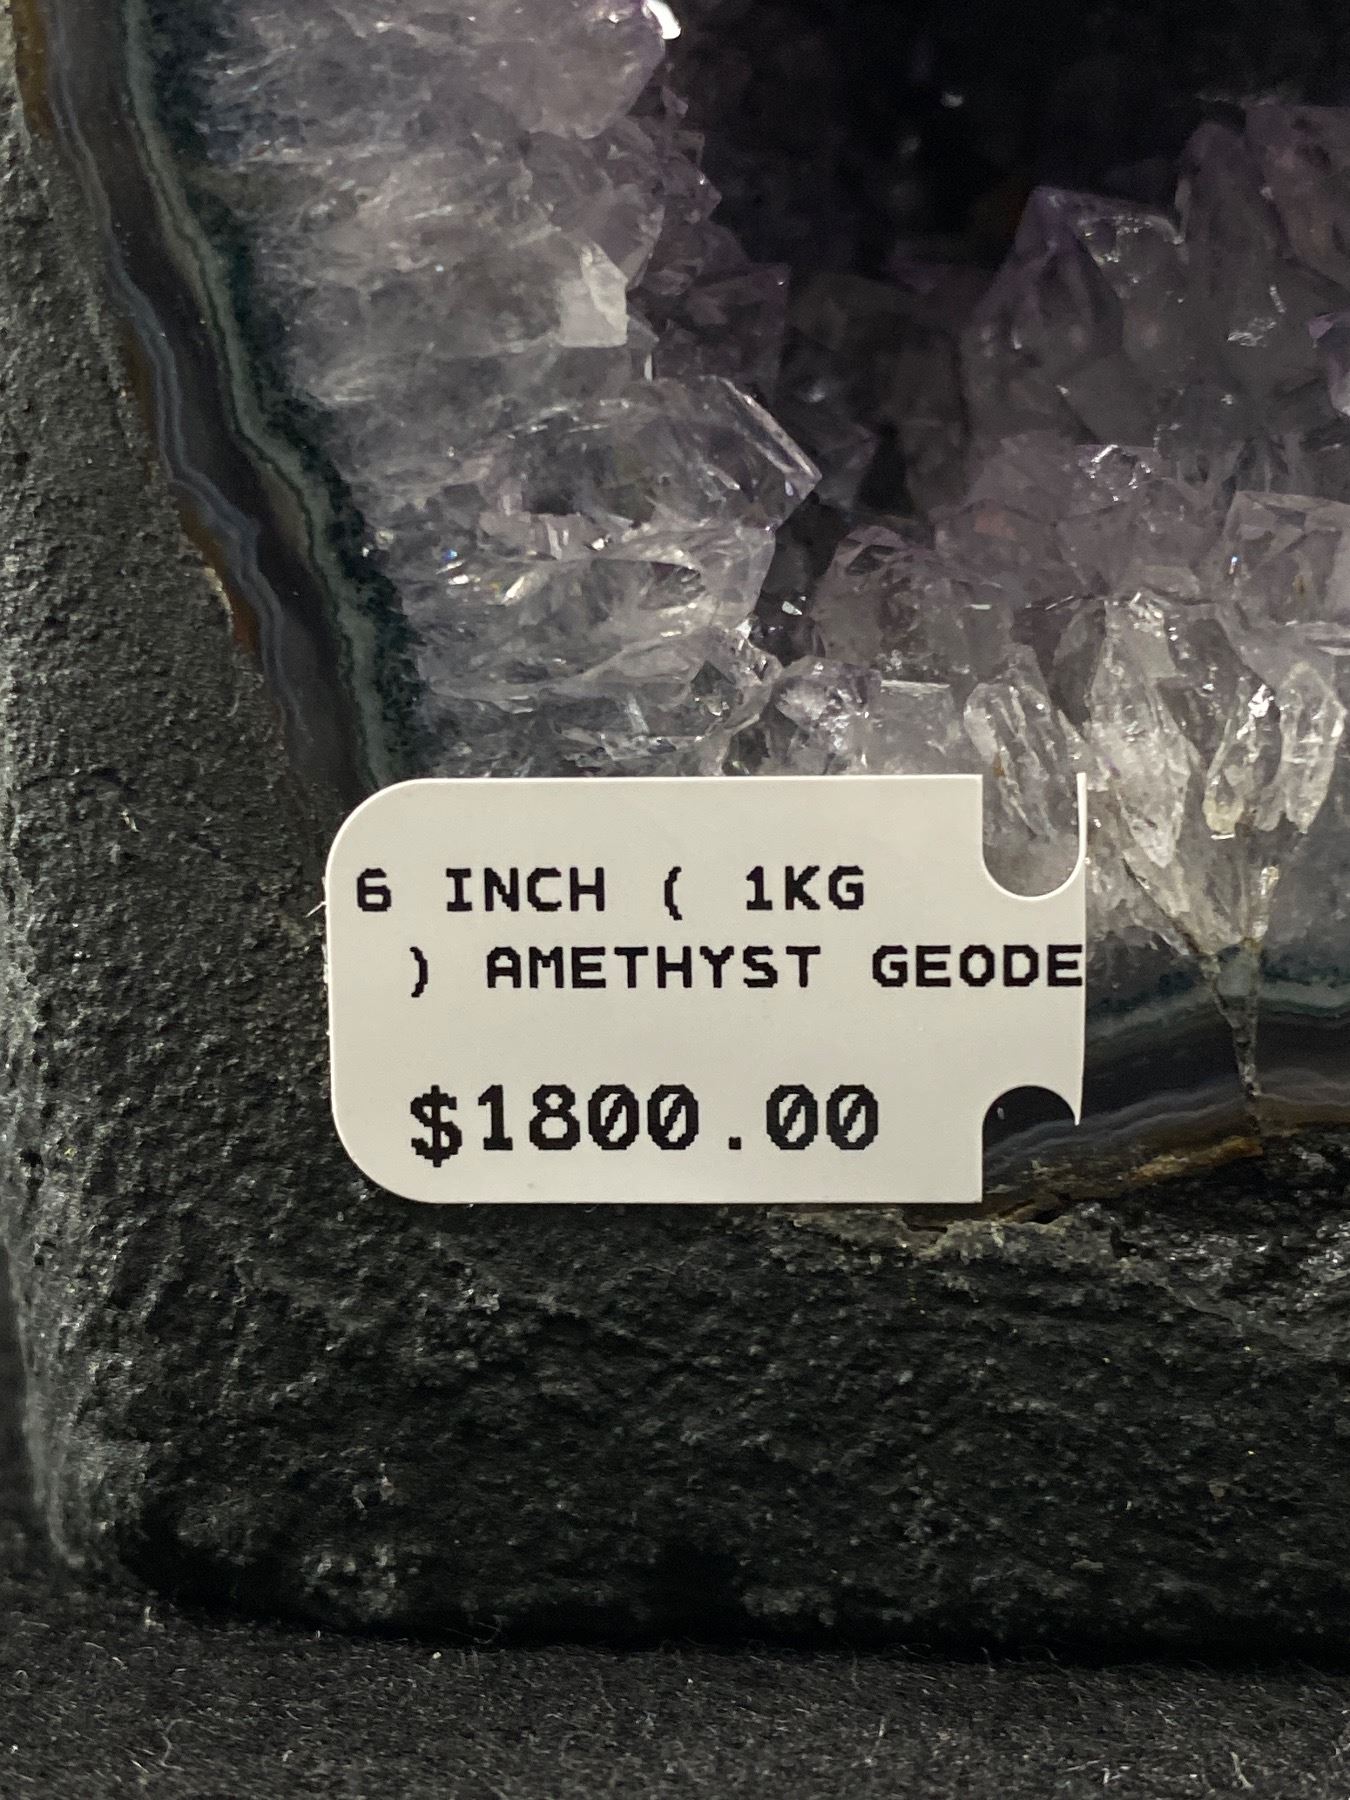 6 INCH ( 1KG
) AMETHYST GEODE
$1800.00